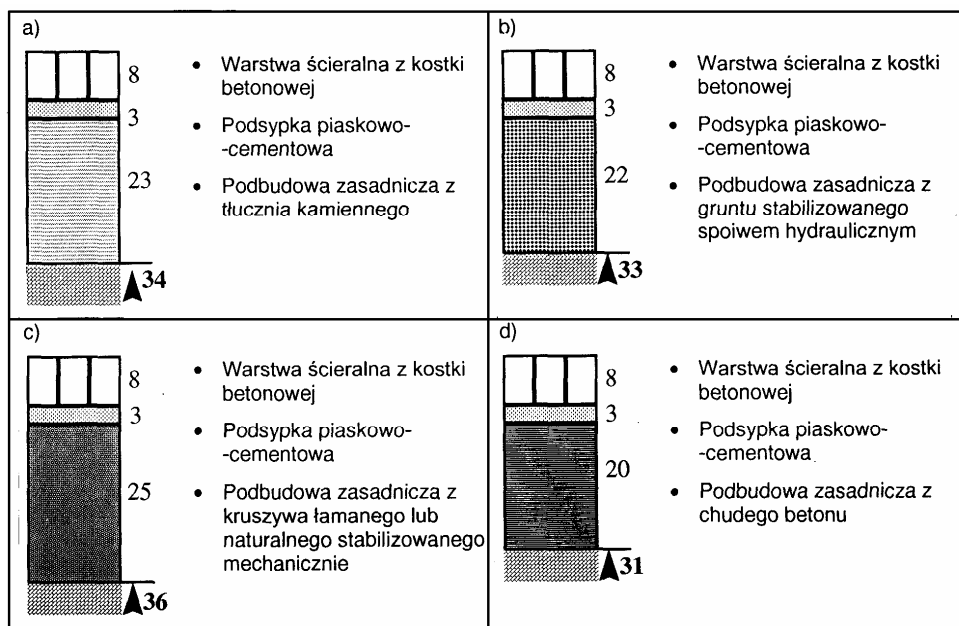 a)
8
3
23
34
• Warstwa ścieralna z kostki
betonowej
• Podsypka piaskowo-
-cementowa
• Podbudowa zasadnicza z
tłucznia kamiennego
b)
8
3
22
33
• Warstwa ścieralna z kostki
betonowej
• Podsypka piaskowo-
-cementowa
• Podbudowa zasadnicza z
gruntu stabilizowanego
spoiwem hydraulicznym
c)
8
3
25
36
• Warstwa ścieralna z kostki
betonowej
• Podsypka piaskowo-
-cementowa
• Podbudowa zasadnicza z
kruszywa łamanego lub
naturalnego stabilizowanego
mechanicznie
d)
8
3
20
31
• Warstwa ścieralna z kostki
betonowej
• Podsypka piaskowo-
-cementowa
• Podbudowa zasadnicza z
chudego betonu